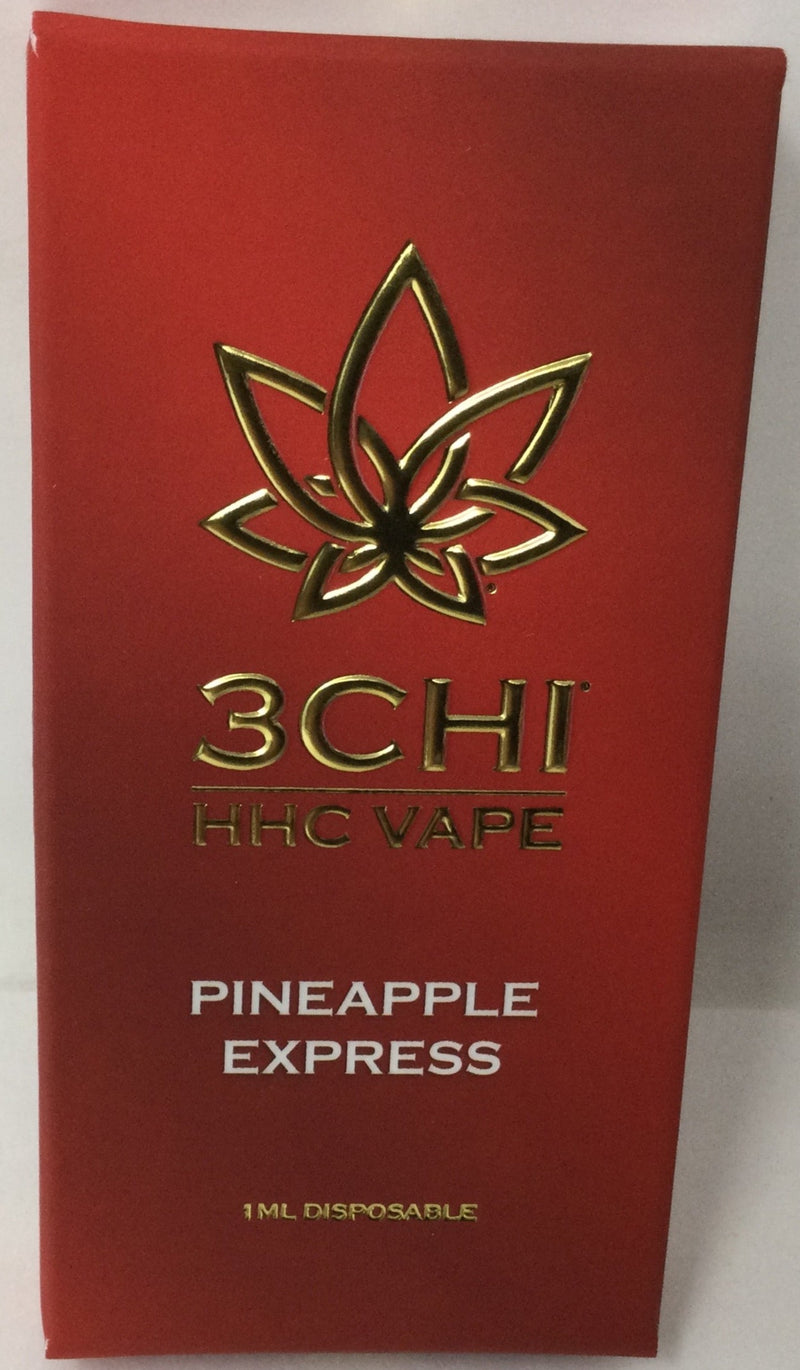 3CHI
HHC VAPE
PINEAPPLE
EXPRESS
1ML DISPOSABLE